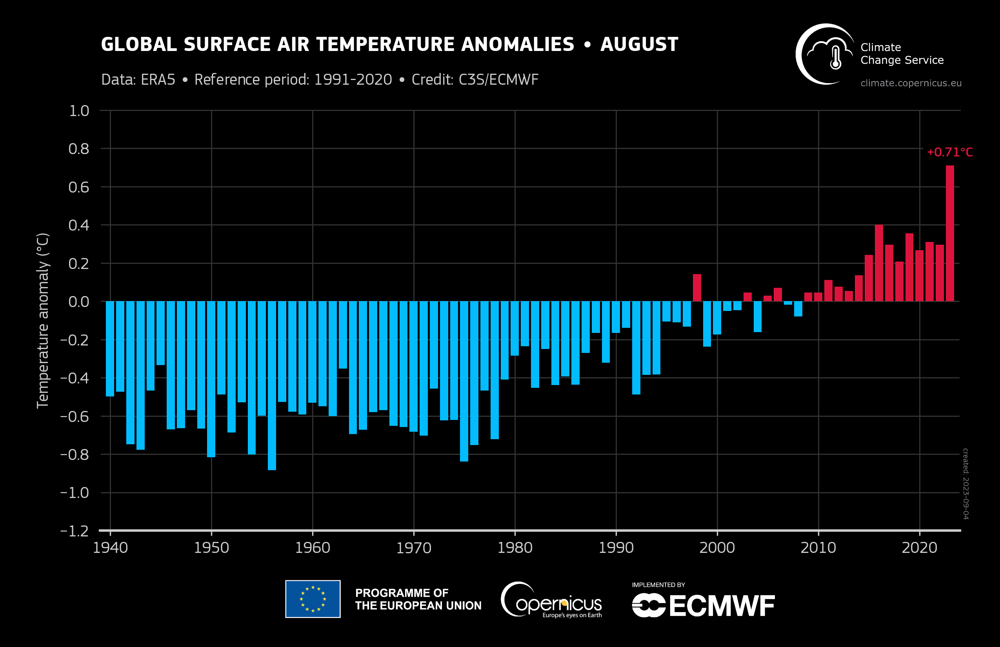 GLOBAL SURFACE AIR TEMPERATURE ANOMALIES • AUGUST
Data: ERA5 • Reference period: 1991-2020 • Credit: C3S/ECMWF
Climate
Change Service
climate.copernicus.eu
Temperature anomaly (°C)
1.0
0.8
0.6
0.4
0.2
0.0
−0.2
−0.4
−0.6
−0.8
−1.0
−1.2
+0.71°C
created: 2023-09-04
1940 1950 1960 1970 1980 1990 2000 2010 2020
PROGRAMME OF
THE EUROPEAN UNION
opernicus
Europe's eyes on Earth
IMPLEMENTED BY
ECMWF